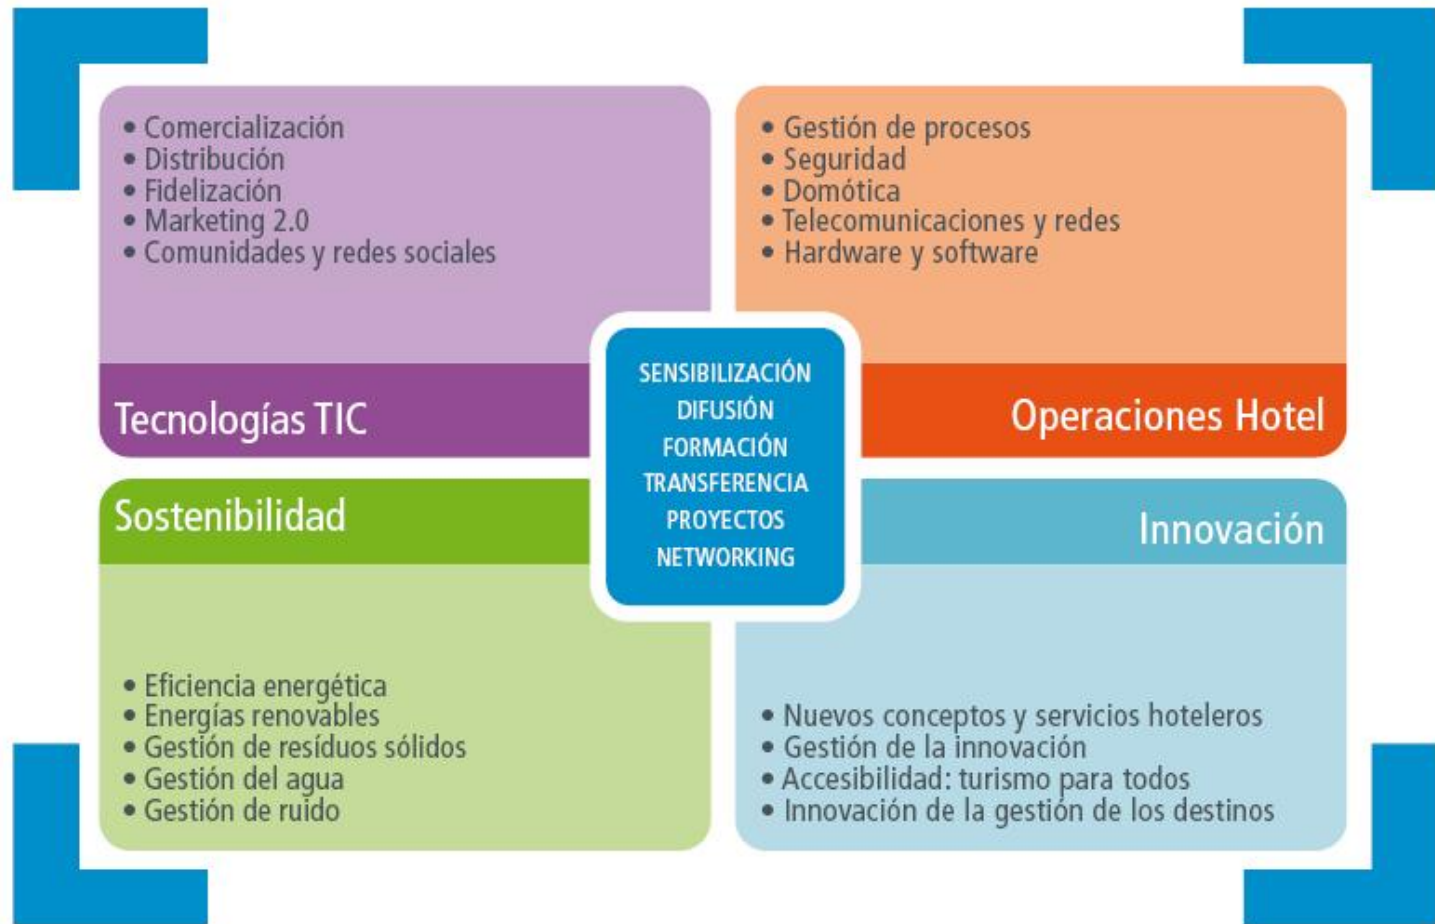 • Comercialización
• Distribución
• Fidelización
• Marketing 2.0
• Comunidades y redes sociales
Tecnologías TIC
• Gestión de procesos
• Seguridad
• Domótica
• Telecomunicaciones y redes
• Hardware y software
Operaciones Hotel
SENSIBILIZACIÓN
DIFUSIÓN
FORMACIÓN
TRANSFERENCIA
PROYECTOS
NETWORKING
Sostenibilidad
• Eficiencia energética
• Energías renovables
• Gestión de resíduos sólidos
• Gestión del agua
• Gestión de ruido
Innovación
• Nuevos conceptos y servicios hoteleros
• Gestión de la innovación
• Accesibilidad: turismo para todos
• Innovación de la gestión de los destinos